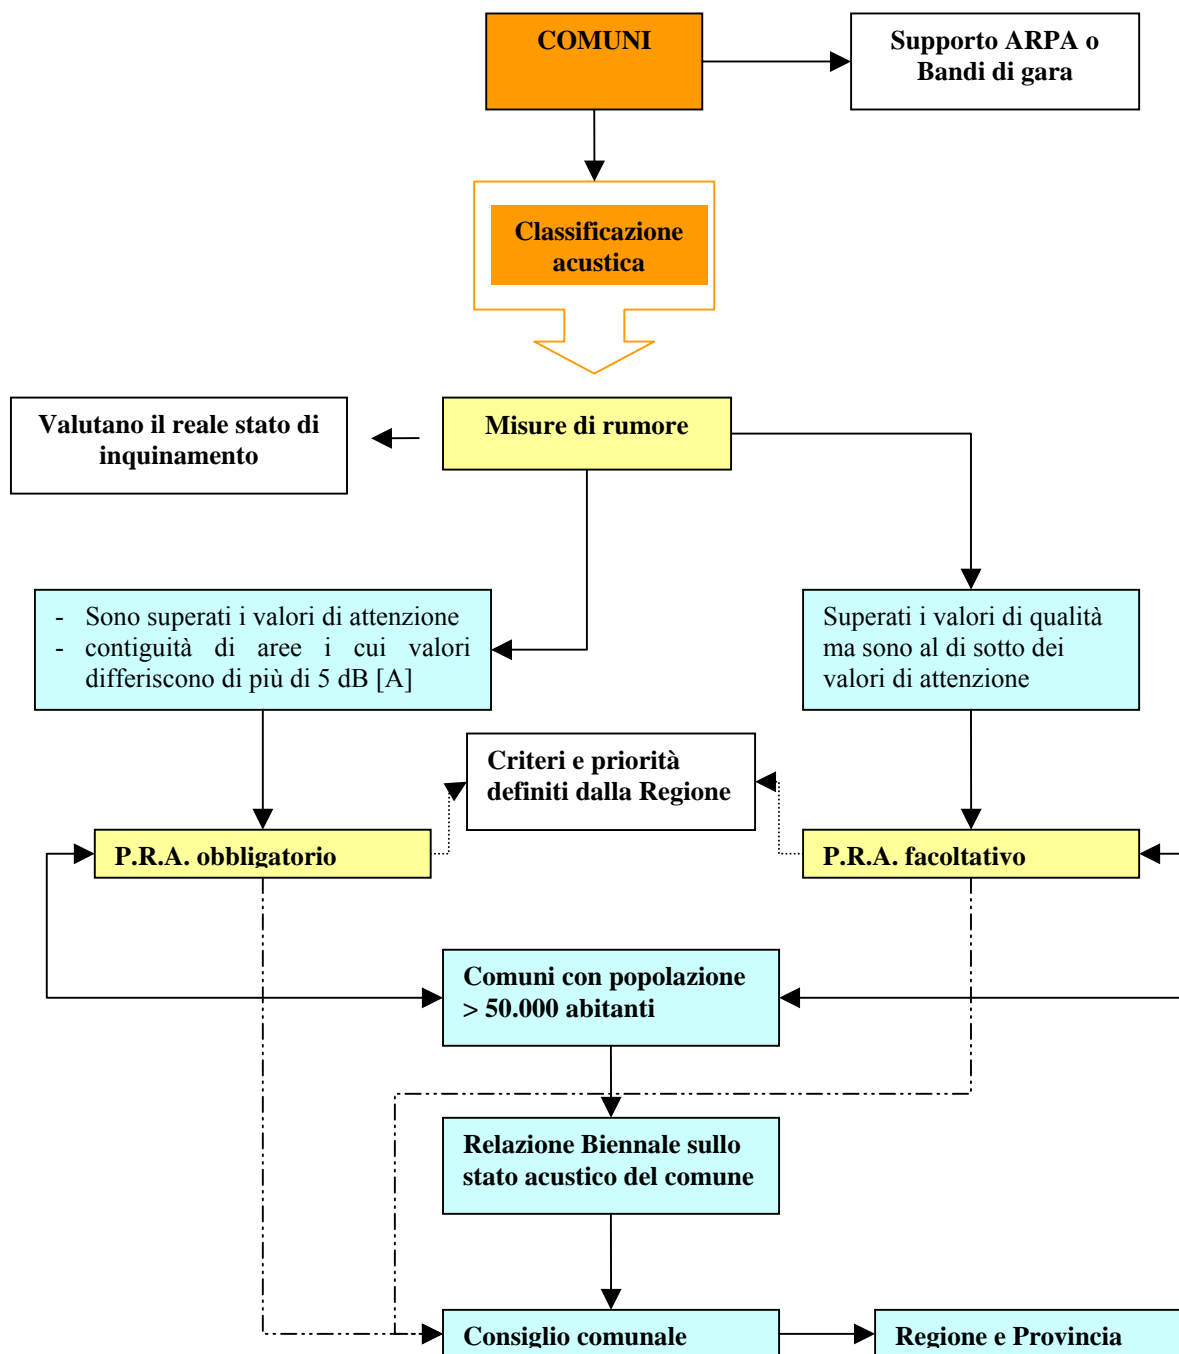 COMUNI
Supporto ARPA o
Bandi di gara
Classificazione
acustica
Valutano il reale stato di
inquinamento
Misure di rumore
- Sono superati i valori di attenzione
- contiguità di aree i cui valori
differiscono di più di 5 dB [A]
Superati i valori di qualità
ma sono al di sotto dei
valori di attenzione
Criteri e priorità
definiti dalla Regione
P.R.A. obbligatorio
P.R.A. facoltativo
Comuni con popolazione
> 50.000 abitanti
Relazione Biennale sullo
stato acustico del comune
Consiglio comunale
Regione e Provincia